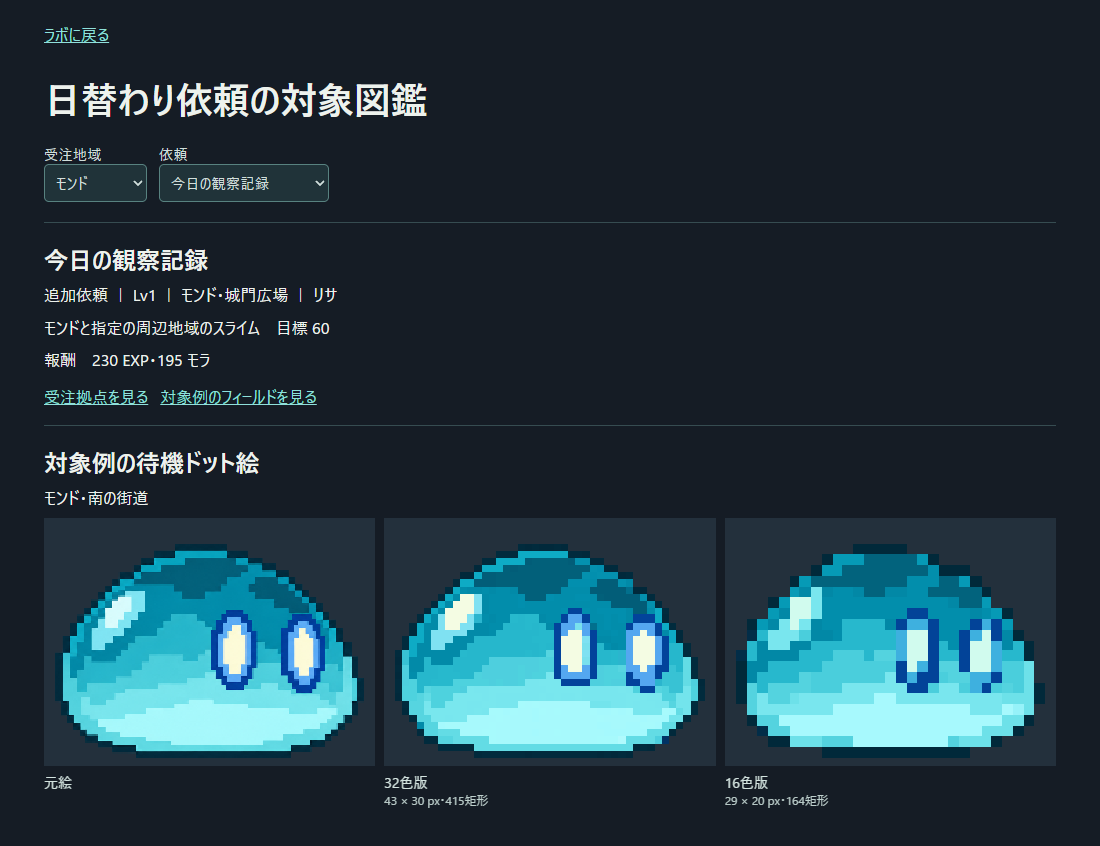 ラボに戻る
日替わり依頼の対象図鑑
受注地域 依頼
モンド 今日の観察記録
今日の観察記録
追加依頼 | Lv1 | モンド・城門広場 | リサ
モンドと指定の周辺地域のスライム 目標 60
報酬 230 EXP・195 モラ
受注拠点を見る 対象例のフィールドを見る
対象例の待機ドット絵
モンド・南の街道
元絵 32色版 16色版
43 × 30 px・415矩形 29 × 20 px・164矩形